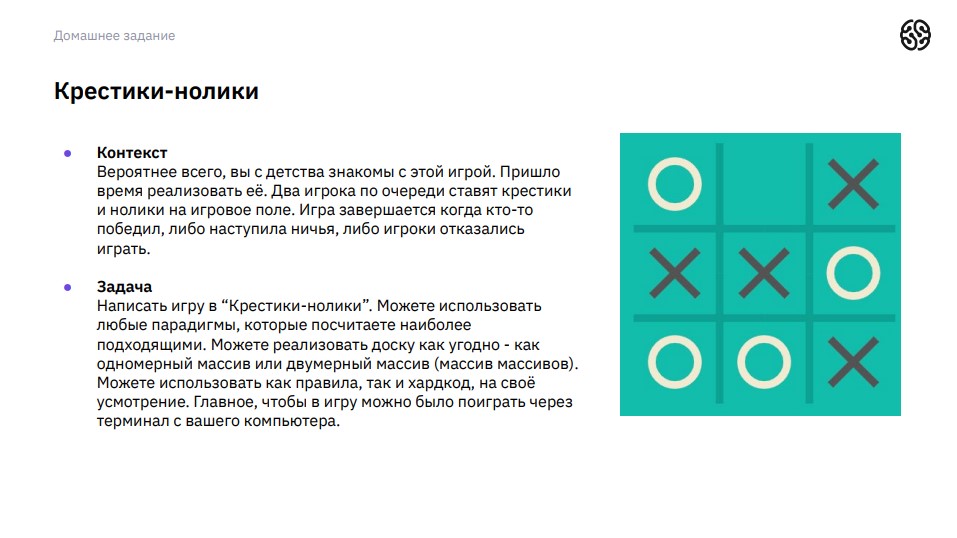 Домашнее задание
Крестики-нолики
Контекст
Вероятнее всего, вы с детства знакомы с этой игрой. Пришло
время реализовать её. Два игрока по очереди ставят крестики
и нолики на игровое поле. Игра завершается когда кто-то
победил, либо наступила ничья, либо игроки отказались
играть.
Задача
Написать игру в “Крестики-нолики”. Можете использовать
любые парадигмы, которые посчитаете наиболее
подходящими. Можете реализовать доску как угодно - как
одномерный массив или двумерный массив (массив массивов).
Можете использовать как правила, так и хардкод, на своё
усмотрение. Главное, чтобы в игру можно было поиграть через
терминал с вашего компьютера.